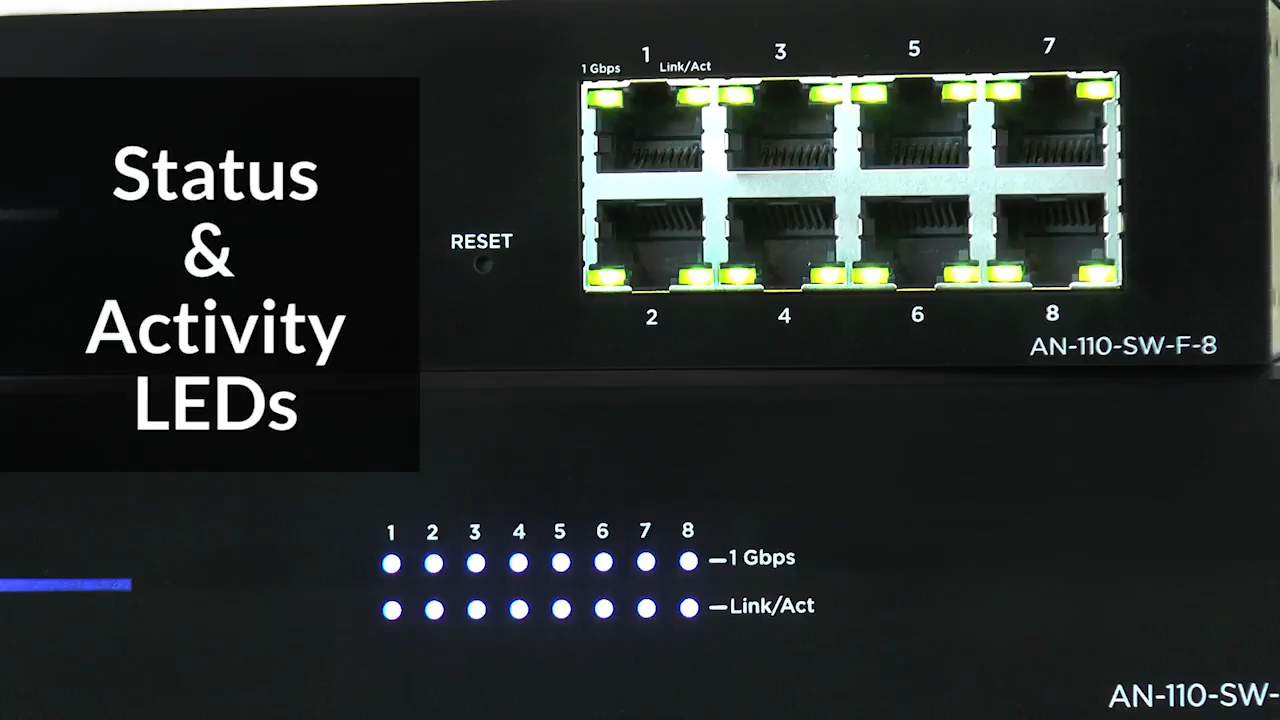 Status
&
Activity
LEDs
1 3 5 7
1 Gbps Link/Act
RESET
2 4 6 8
AN-110-SW-F-8
1 2 3 4 5 6 7 8
1 Gbps
Link/Act
AN-110-SW-